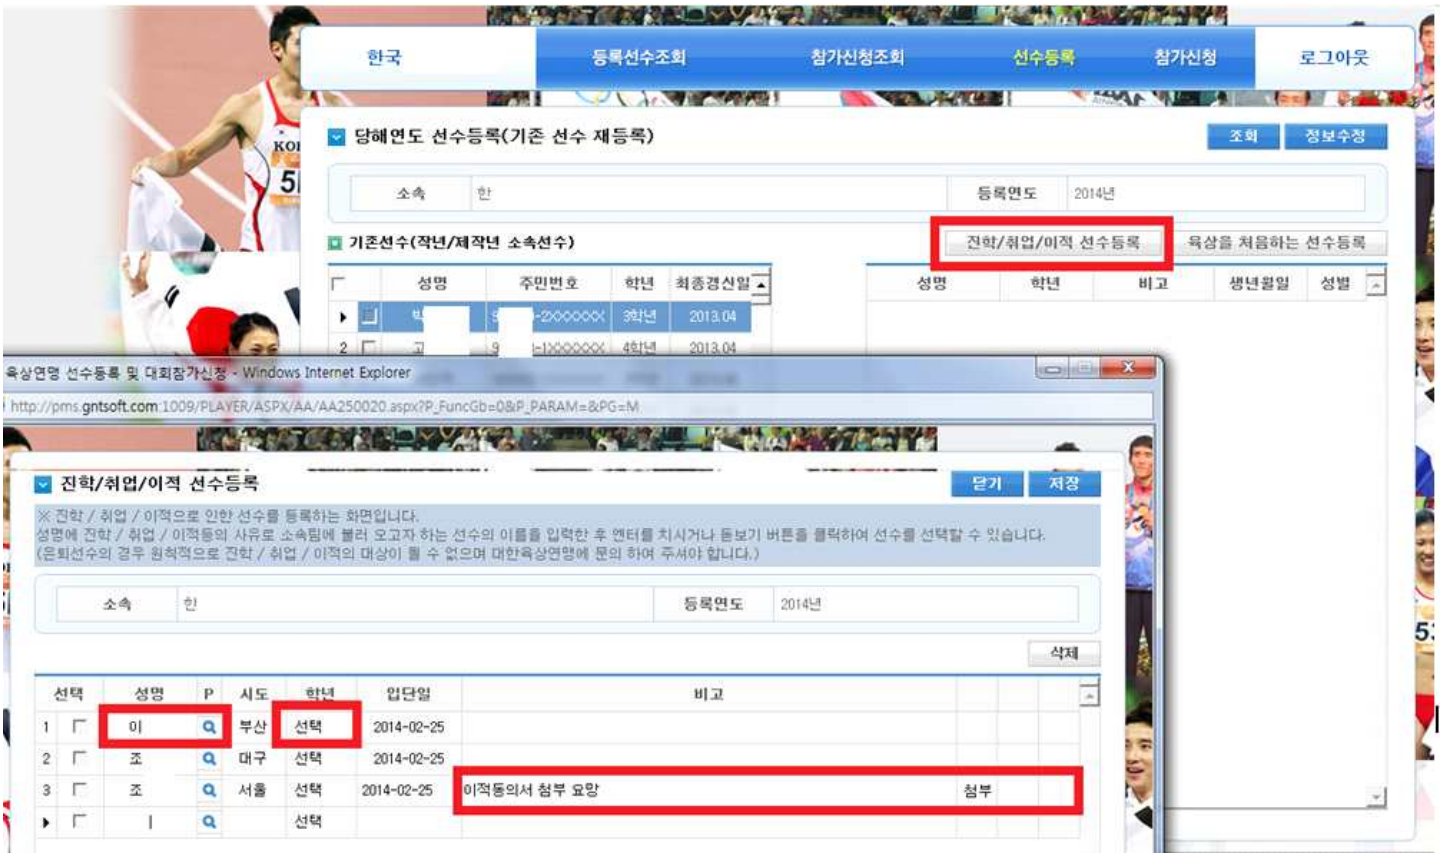 한국 등록선수조회 참가신청조회 선수등록 참가신청 로그아웃
당해연도 선수등록(기존 선수 재등록) 조회 정보수정
소속 한 등록연도 2014년
기존선수(작년/제작년 소속선수) 진학/취업/이적 선수등록 육상을 처음하는 선수등록
성명 주민번호 학년 최종갱신일 성명 학년 비고 생년월일 성별
9 -2XXXXXX 3학년 2013.04
2 고 9 -1XXXXXX 4학년 2013.04
육상연맹 선수등록 및 대회참가신청 - Windows Internet Explorer
http://pms.gntsoft.com:1009/PLAYER/ASPX/AA/AA250020.aspx?P_FuncGb=0&P_PARAM=&PG=M
진학/취업/이적 선수등록 닫기 저장
※ 진학 / 취업 / 이적으로 인한 선수를 등록하는 화면입니다.
성명에 진학 / 취업 / 이적등의 사유로 소속팀에 불러 오고자 하는 선수의 이름을 입력한 후 엔터를 치시거나 돋보기 버튼을 클릭하여 선수를 선택할 수 있습니다.
(은퇴선수의 경우 원칙적으로 진학 / 취업 / 이적의 대상이 될 수 없으며 대한육상연맹에 문의 하여 주셔야 합니다.)
소속 한 등록연도 2014년
삭제
선택 성명 P 시도 학년 입단일 비고
1 이 부산 선택 2014-02-25
2 조 대구 선택 2014-02-25
3 조 서울 선택 2014-02-25 이적동의서 첨부 요망 첨부
선택